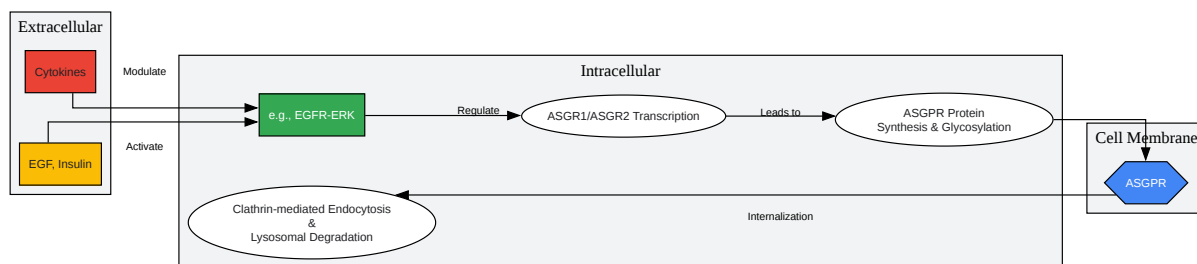 Extracellular
Cytokines
Modulate
EGF, Insulin
Activate
Intracellular
e.g., EGFR-ERK
Regulate
ASGR1/ASGR2 Transcription
Leads to
ASGPR Protein
Synthesis & Glycosylation
Cell Membrane
ASGPR
Internalization
Clathrin-mediated Endocytosis
&
Lysosomal Degradation